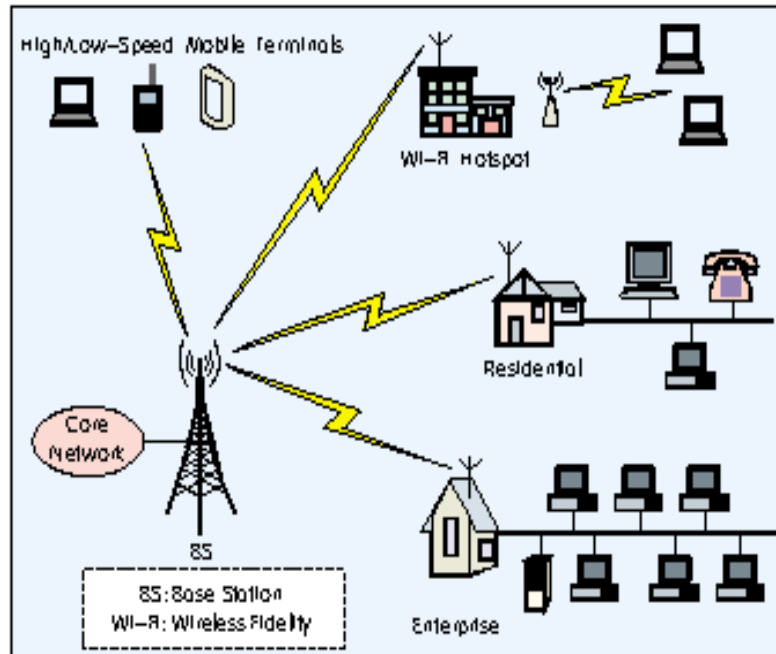 High/Low-Speed Mobile Terminals
Wi-Fi Hotspot
Residential
Core
Network
BS
BS: Base Station
Wi-Fi: Wireless Fidelity
Enterprise